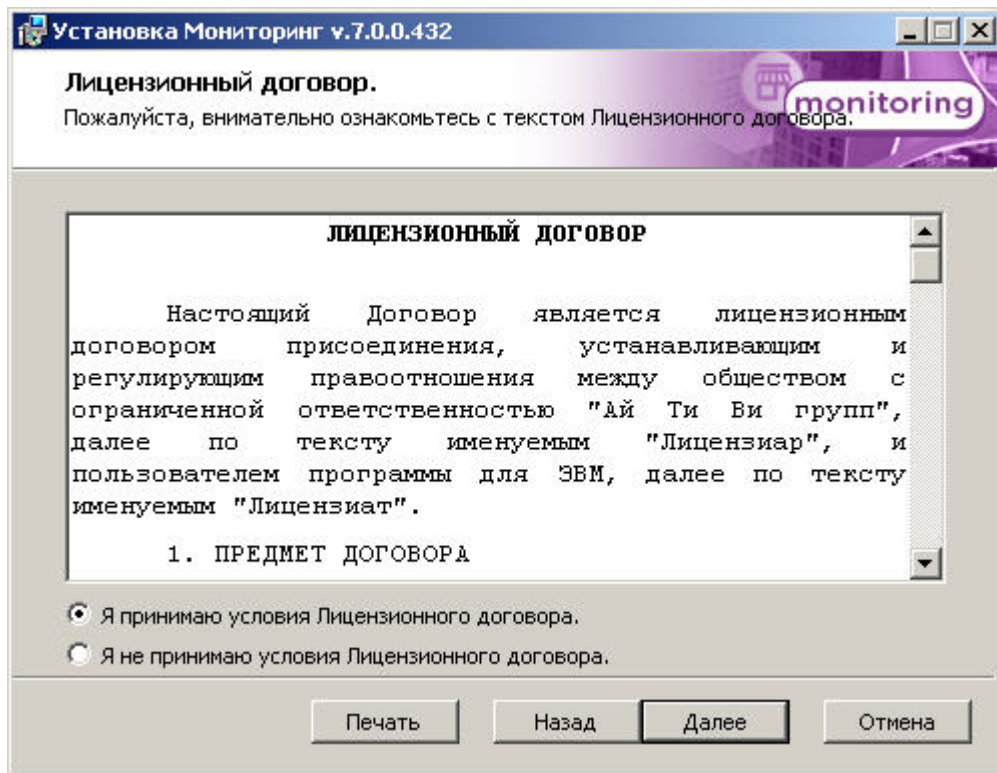 Установка Мониторинг v.7.0.0.432
Лицензионный договор.
Пожалуйста, внимательно ознакомьтесь с текстом Лицензионного договора.
monitoring
ЛИЦЕНЗИОННЫЙ ДОГОВОР
Настоящий Договор является лицензионным
договором присоединения, устанавливающим и
регулирующим правоотношения между обществом с
ограниченной ответственностью "Ай Ти Ви групп",
далее по тексту именуемым "Лицензиар", и
пользователем программы для ЭВМ, далее по тексту
именуемым "Лицензиат".
1. ПРЕДМЕТ ДОГОВОРА
Я принимаю условия Лицензионного договора.
Я не принимаю условия Лицензионного договора.
Печать Назад Далее Отмена